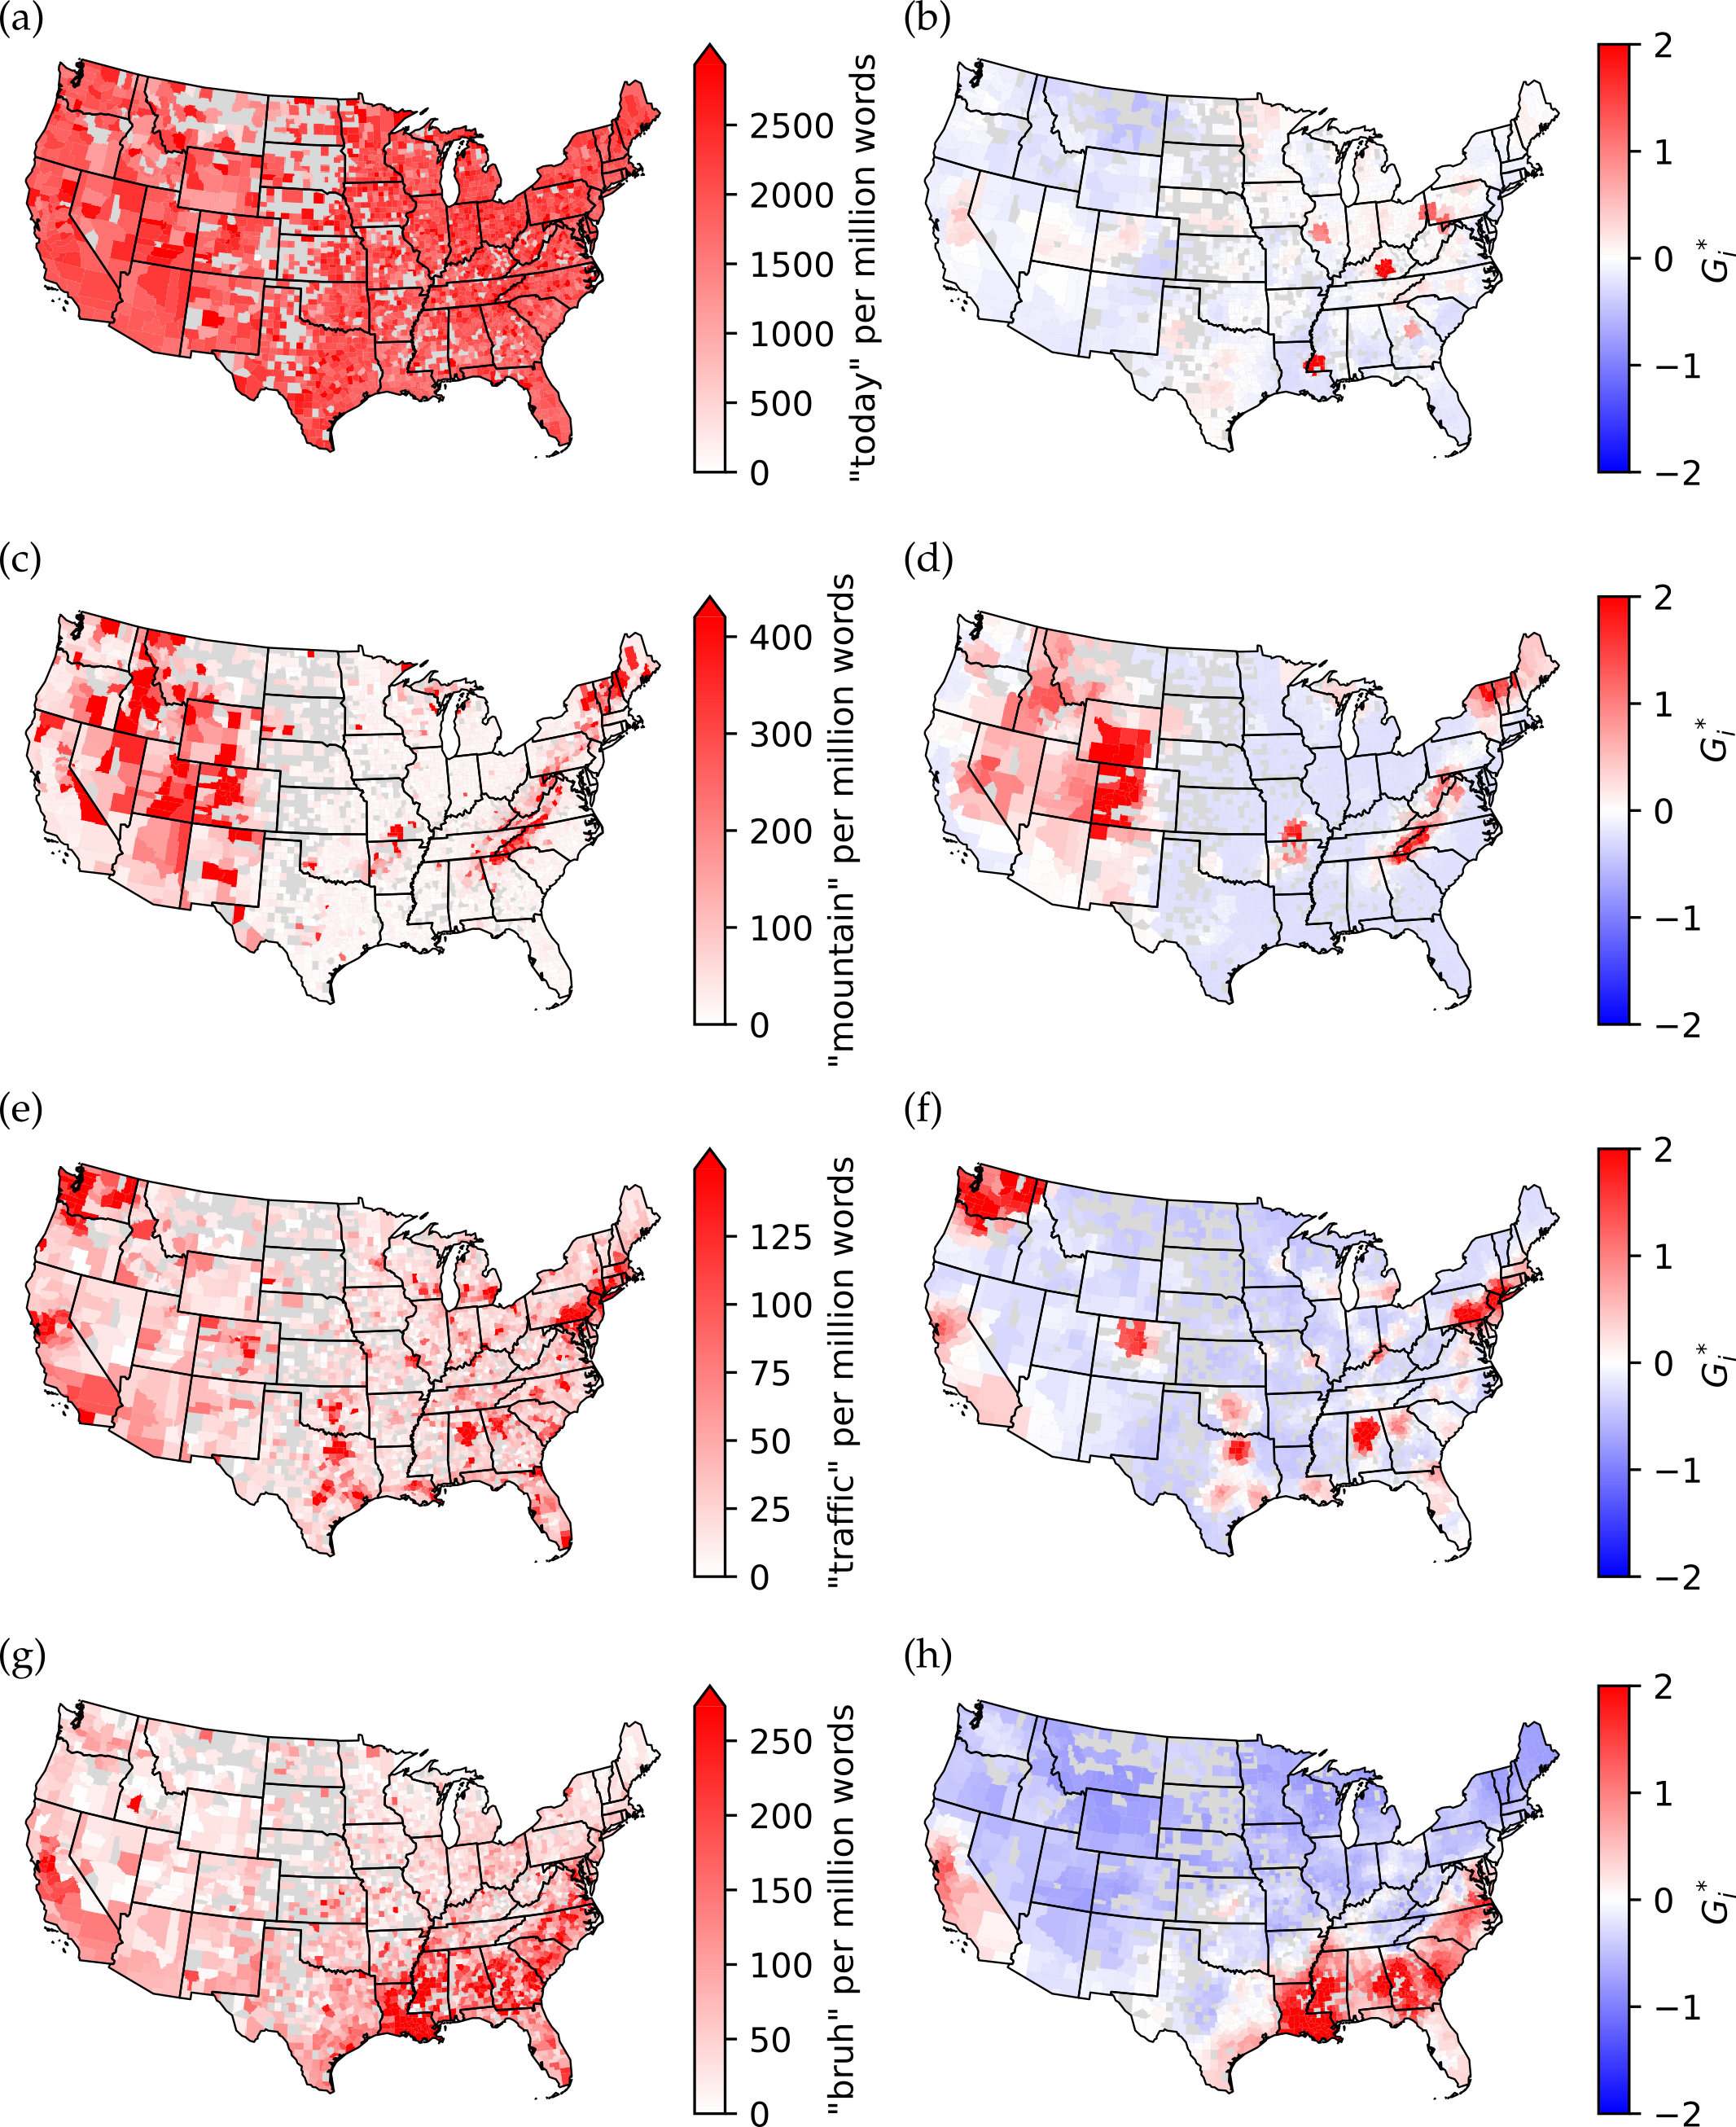 (a)
2500
2000
1500
1000
500
0
"today" per million words
(b)
2
1
0
−1
−2
G_i^*
(c)
400
300
200
100
0
"mountain" per million words
(d)
2
1
0
−1
−2
G_i^*
(e)
125
100
75
50
25
0
"traffic" per million words
(f)
2
1
0
−1
−2
G_i^*
(g)
250
200
150
100
50
0
"bruh" per million words
(h)
2
1
0
−1
−2
G_i^*